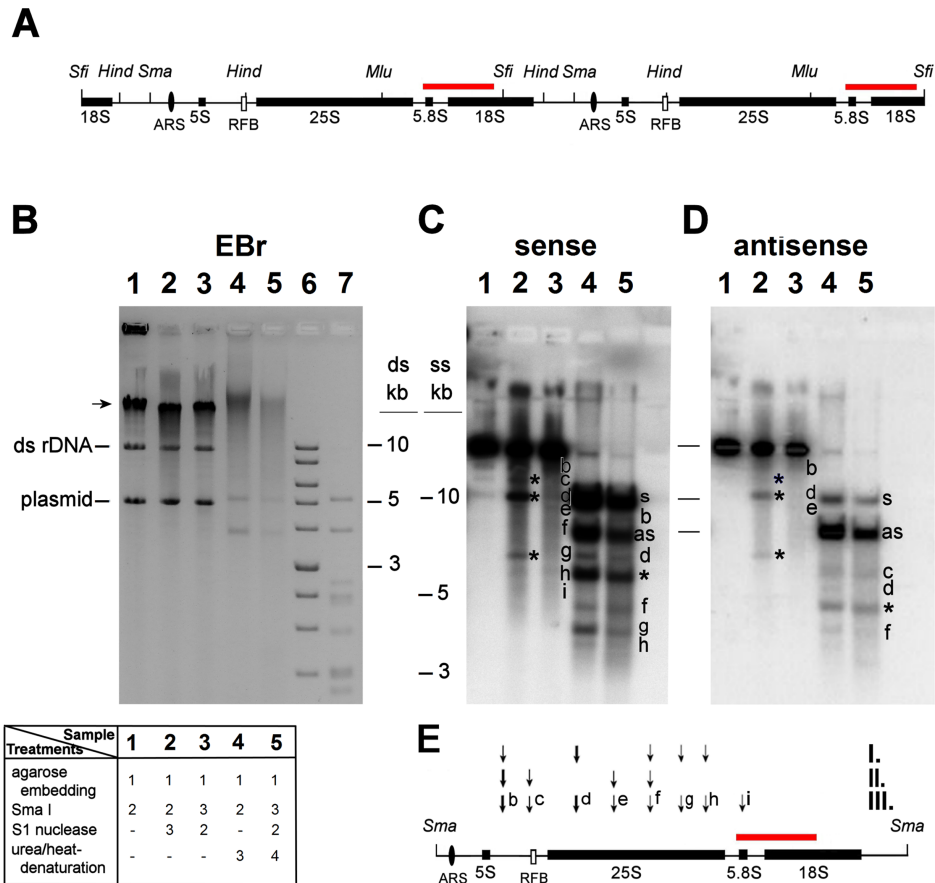 A
Sfi Hind Sma Hind Mlu Sfi Hind Sma Hind Mlu Sfi
18S ARS 5S RFB 25S 5.8S 18S ARS 5S RFB 25S 5.8S 18S
B C D
EBr sense antisense
1 2 3 4 5 6 7 1 2 3 4 5 1 2 3 4 5
ds ss
kb kb
ds rDNA 10
plasmid 5 10
3
5
3
b
c *
d *
e
f
g *
h
i
s
b
as
d
*
f
g
h
b
* d
* e
*
s
as
c
d
*
f
Sample
Treatments 1 2 3 4 5
agarose embedding 1 1 1 1 1
Sma I 2 2 3 2 3
S1 nuclease - 3 2 - 2
urea/heat-denaturation - - - 3 4
E
I.
II.
b c d e f g h i III.
Sma Sma
ARS 5S RFB 25S 5.8S 18S